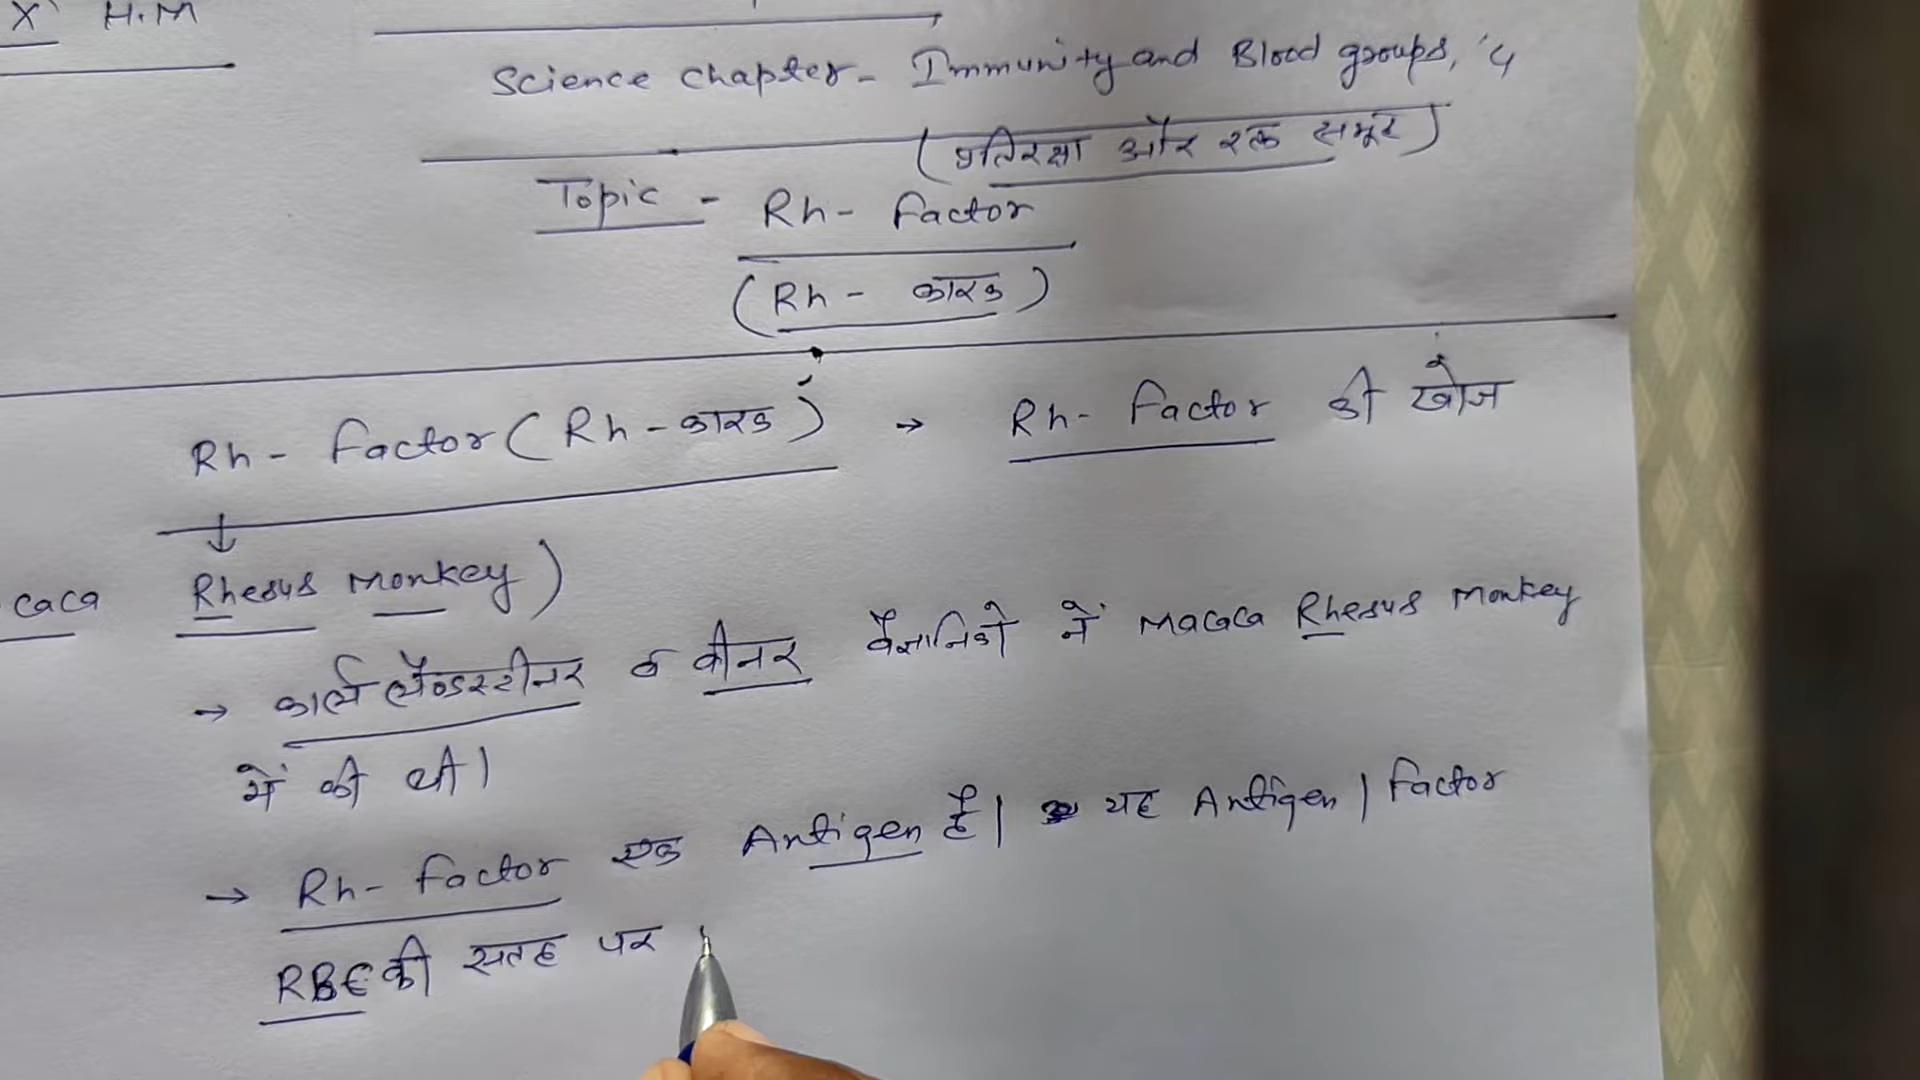 X H.M
Science chapter - Immunity and Blood groups, '4
(प्रतिरक्षा और रक्त समूह)
Topic - Rh - factor
(Rh - कारक)
Rh - factor (Rh - कारक) → Rh - factor की खोज
↓
caca Rhesus Monkey)
→ कार्ल लैण्डस्टीनर व वीनर वैज्ञानिको ने Macaca Rhesus Monkey
में की थी।
→ Rh - factor एक Antigen है। यह Antigen / factor
RBC की सतह पर